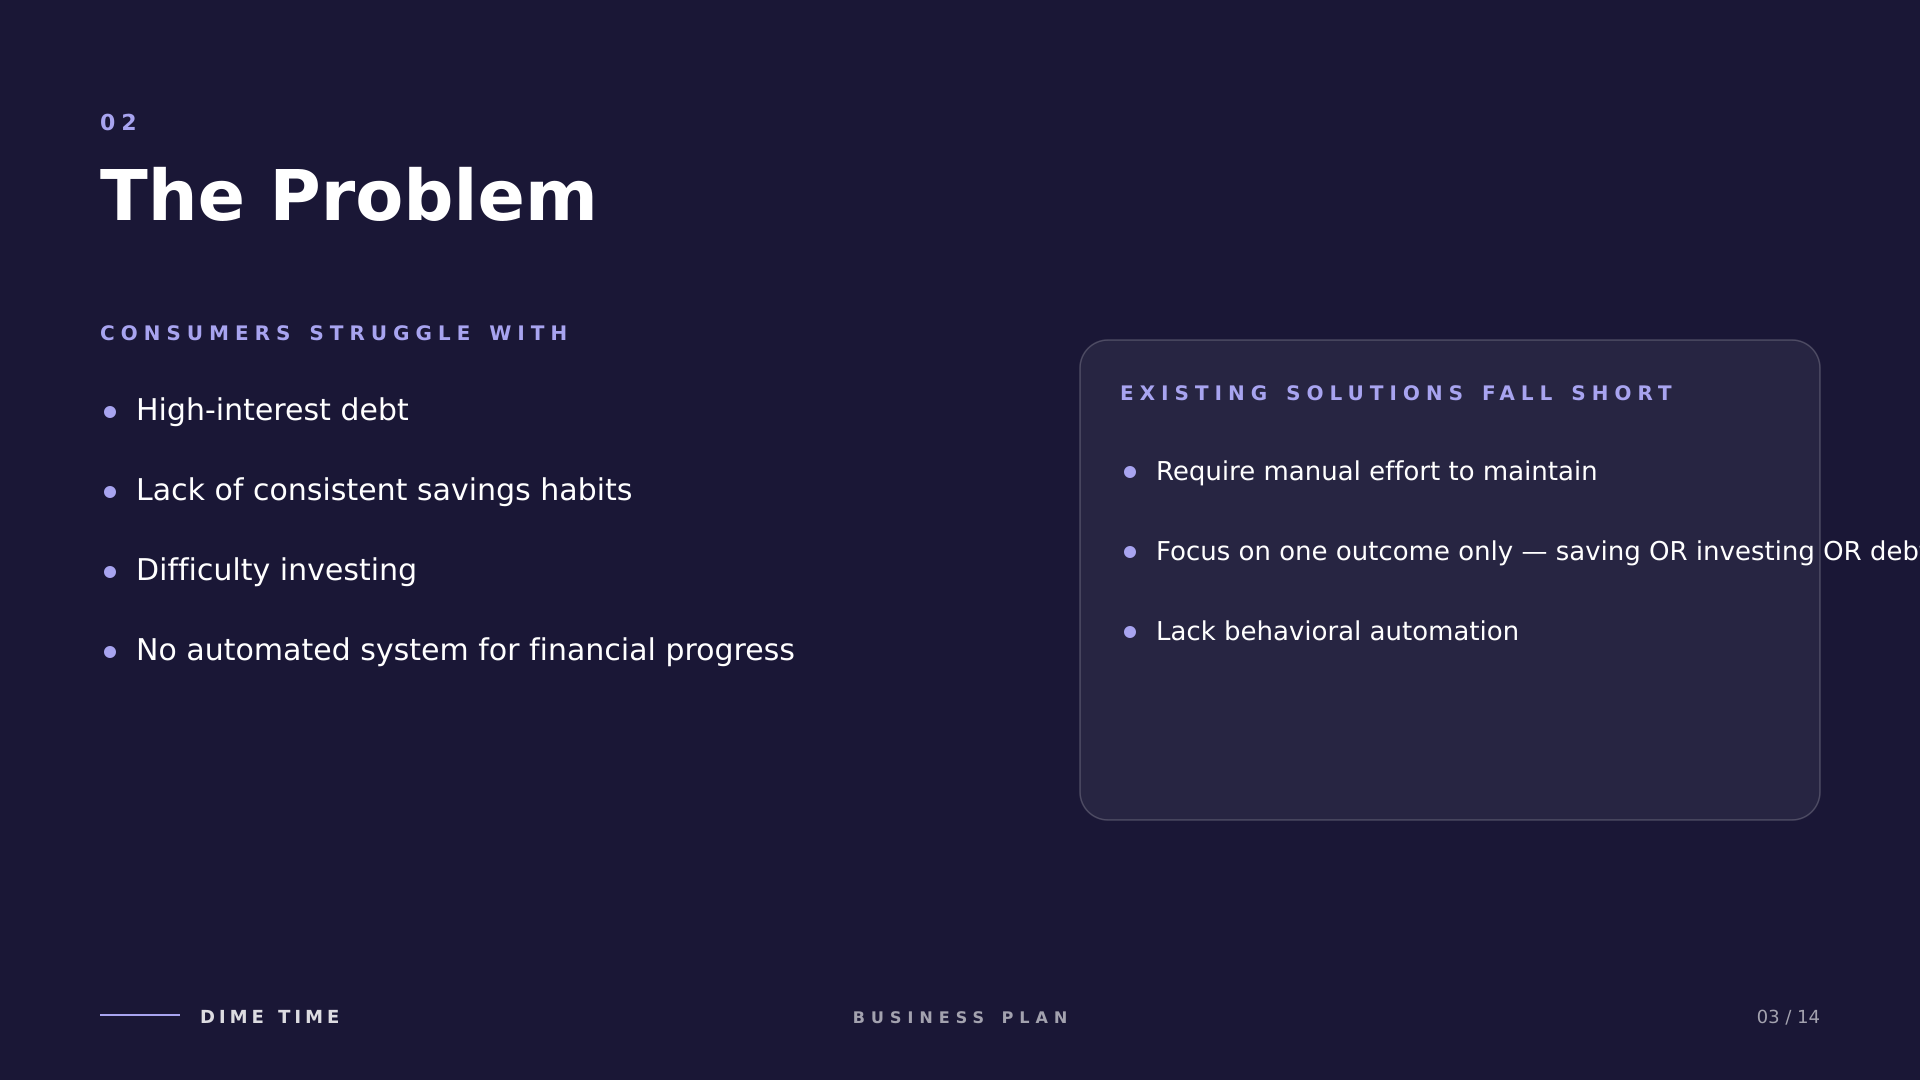 02
The Problem
CONSUMERS STRUGGLE WITH
High-interest debt
Lack of consistent savings habits
Difficulty investing
No automated system for financial progress
EXISTING SOLUTIONS FALL SHORT
Require manual effort to maintain
Focus on one outcome only — saving OR investing OR
Lack behavioral automation
DIME TIME
BUSINESS PLAN
03 / 14